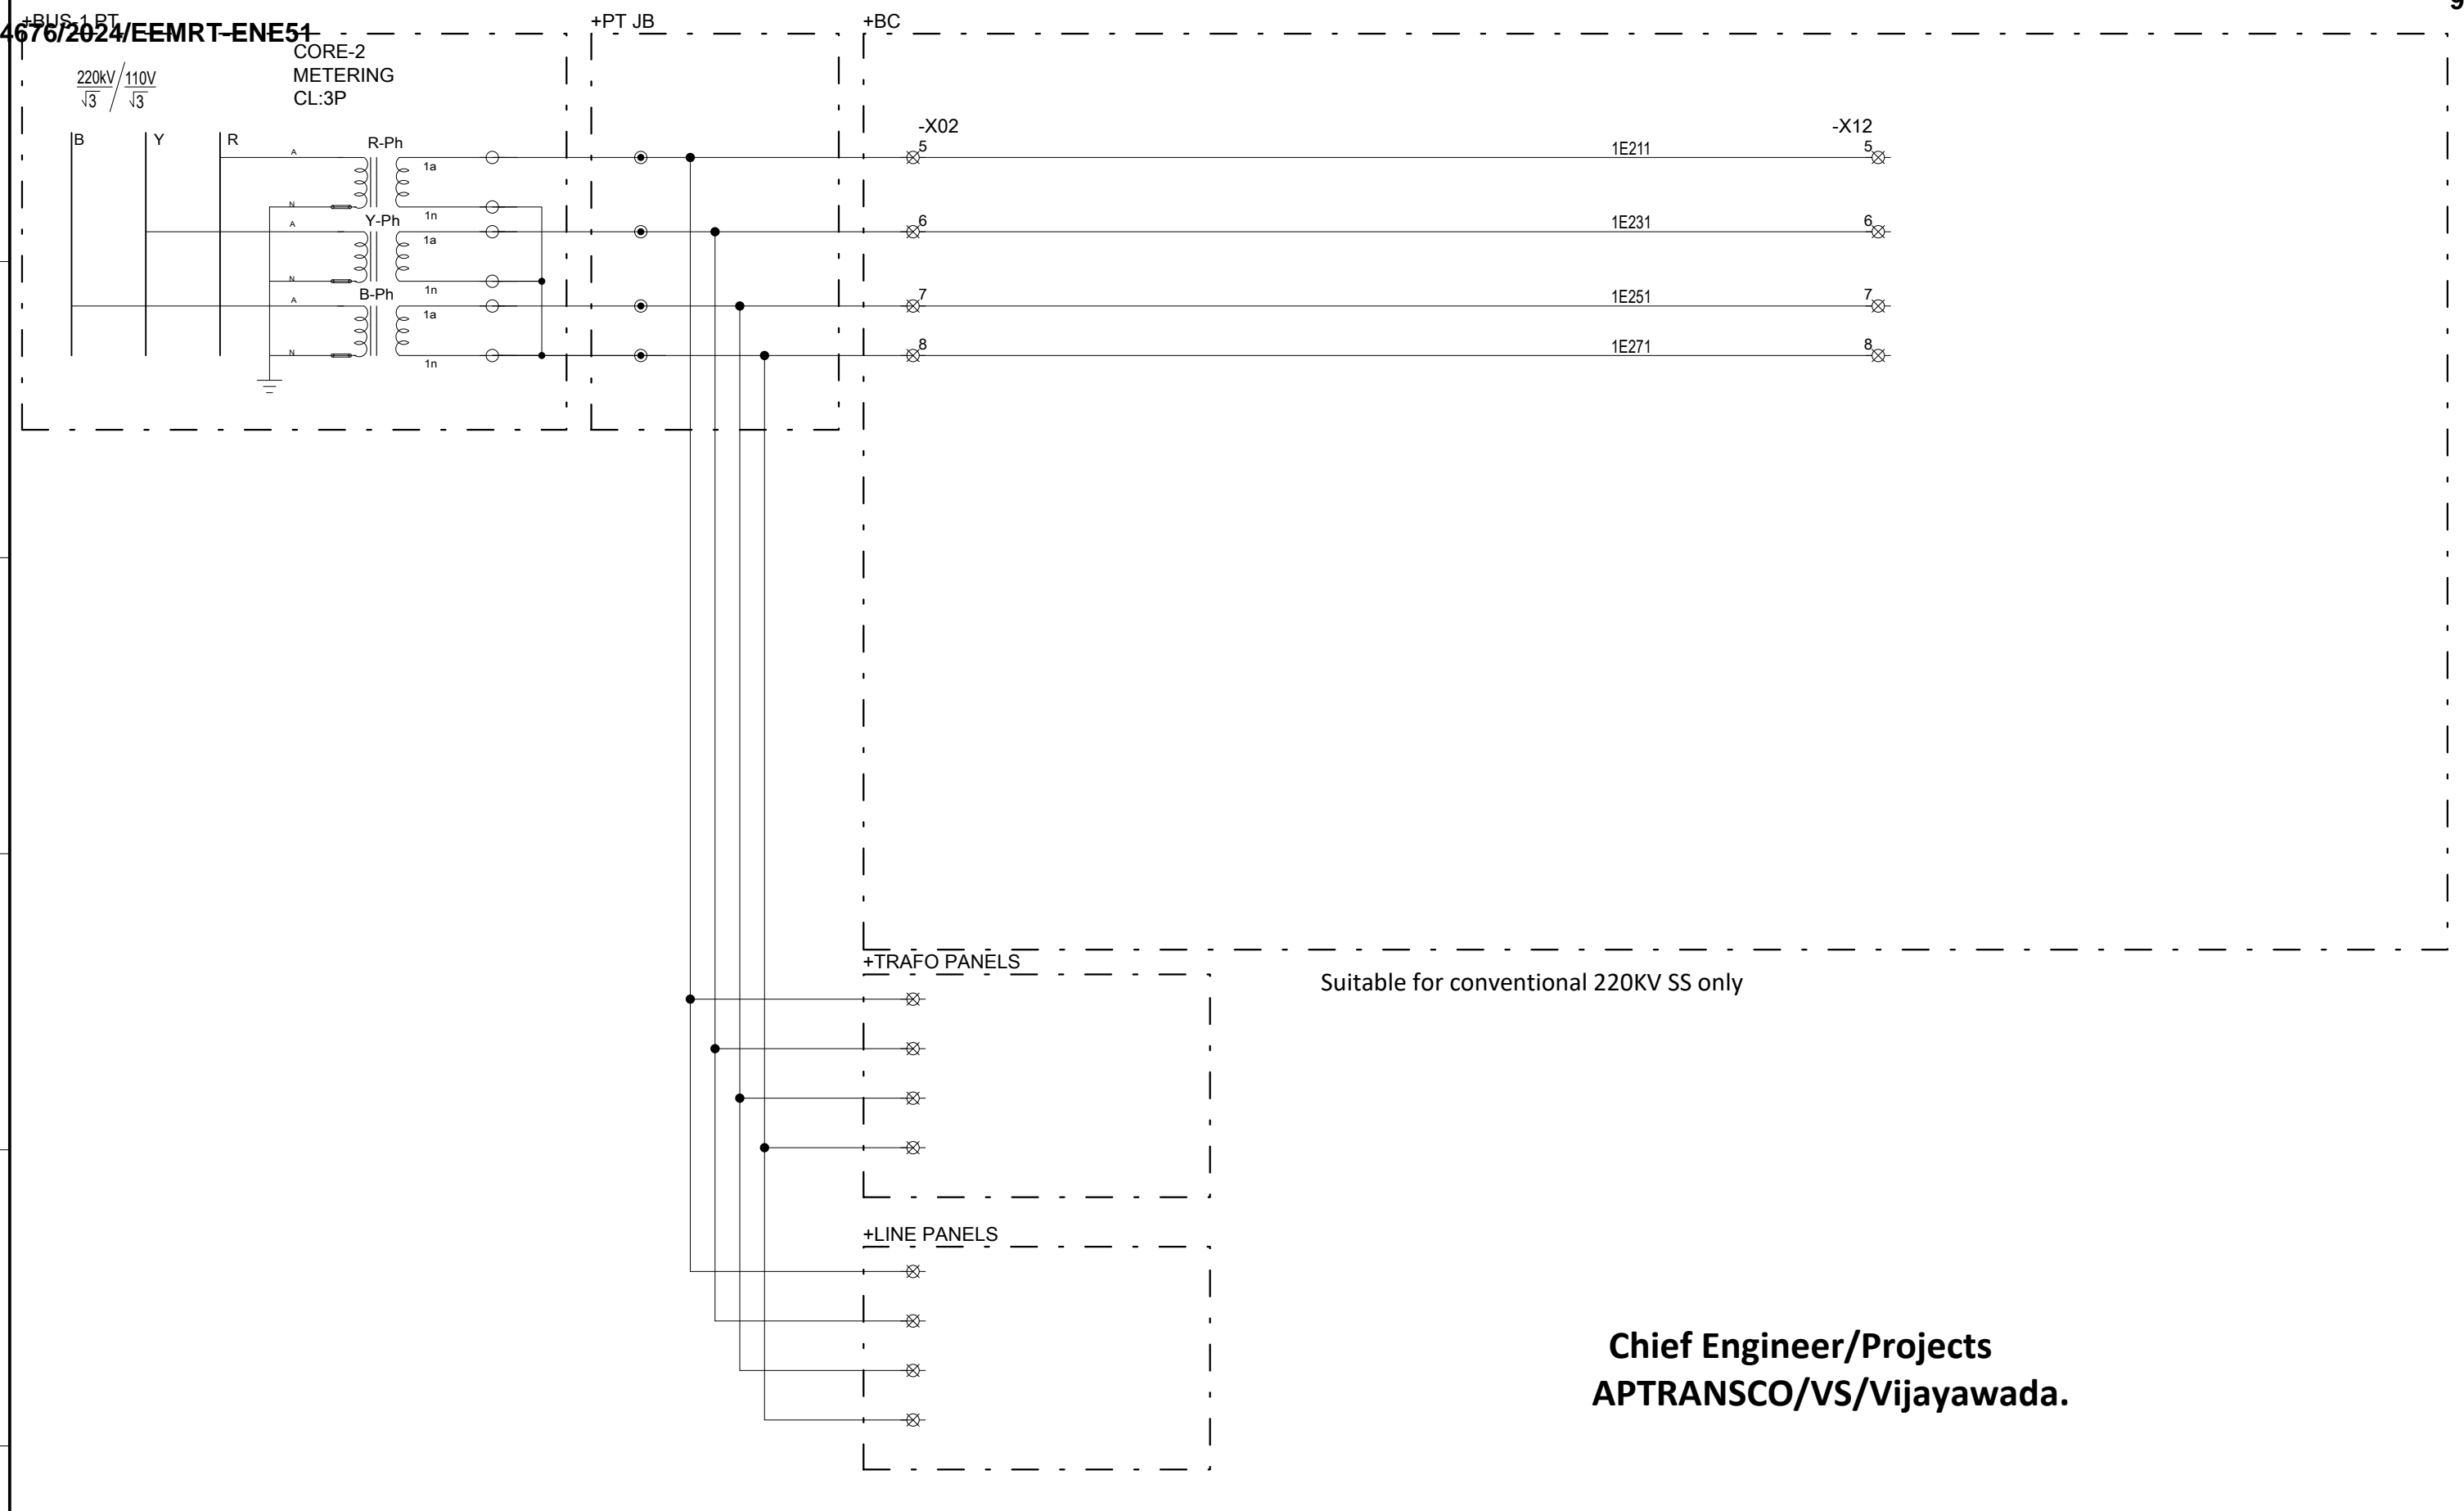 9
+BUS-1 PT
4676/2024/EEMRT-ENE51
+PT JB
+BC
CORE-2
METERING
CL:3P
220kV/110V
√3 √3
B
Y
R
A
R-Ph
1a
N
1n
A
Y-Ph
1a
N
1n
A
B-Ph
1a
N
1n
-X02
-X12
5
1E211
5
6
1E231
6
7
1E251
7
8
1E271
8
+TRAFO PANELS
Suitable for conventional 220KV SS only
+LINE PANELS
Chief Engineer/Projects
APTRANSCO/VS/Vijayawada.